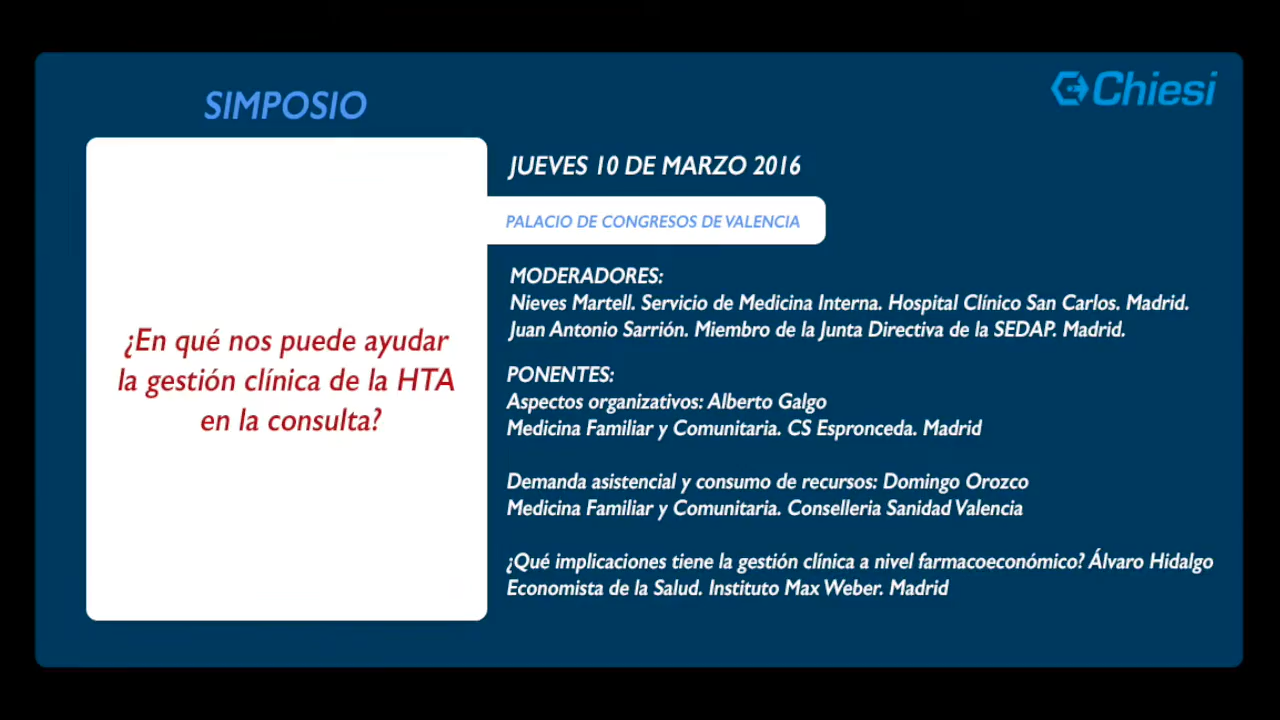 SIMPOSIO
Chiesi
¿En qué nos puede ayudar
la gestión clínica de la HTA
en la consulta?
JUEVES 10 DE MARZO 2016
PALACIO DE CONGRESOS DE VALENCIA
MODERADORES:
Nieves Martell. Servicio de Medicina Interna. Hospital Clínico San Carlos. Madrid.
Juan Antonio Sarrión. Miembro de la Junta Directiva de la SEDAP. Madrid.
PONENTES:
Aspectos organizativos: Alberto Galgo
Medicina Familiar y Comunitaria. CS Espronceda. Madrid
Demanda asistencial y consumo de recursos: Domingo Orozco
Medicina Familiar y Comunitaria. Conselleria Sanidad Valencia
¿Qué implicaciones tiene la gestión clínica a nivel farmacoeconómico? Álvaro Hidalgo
Economista de la Salud. Instituto Max Weber. Madrid